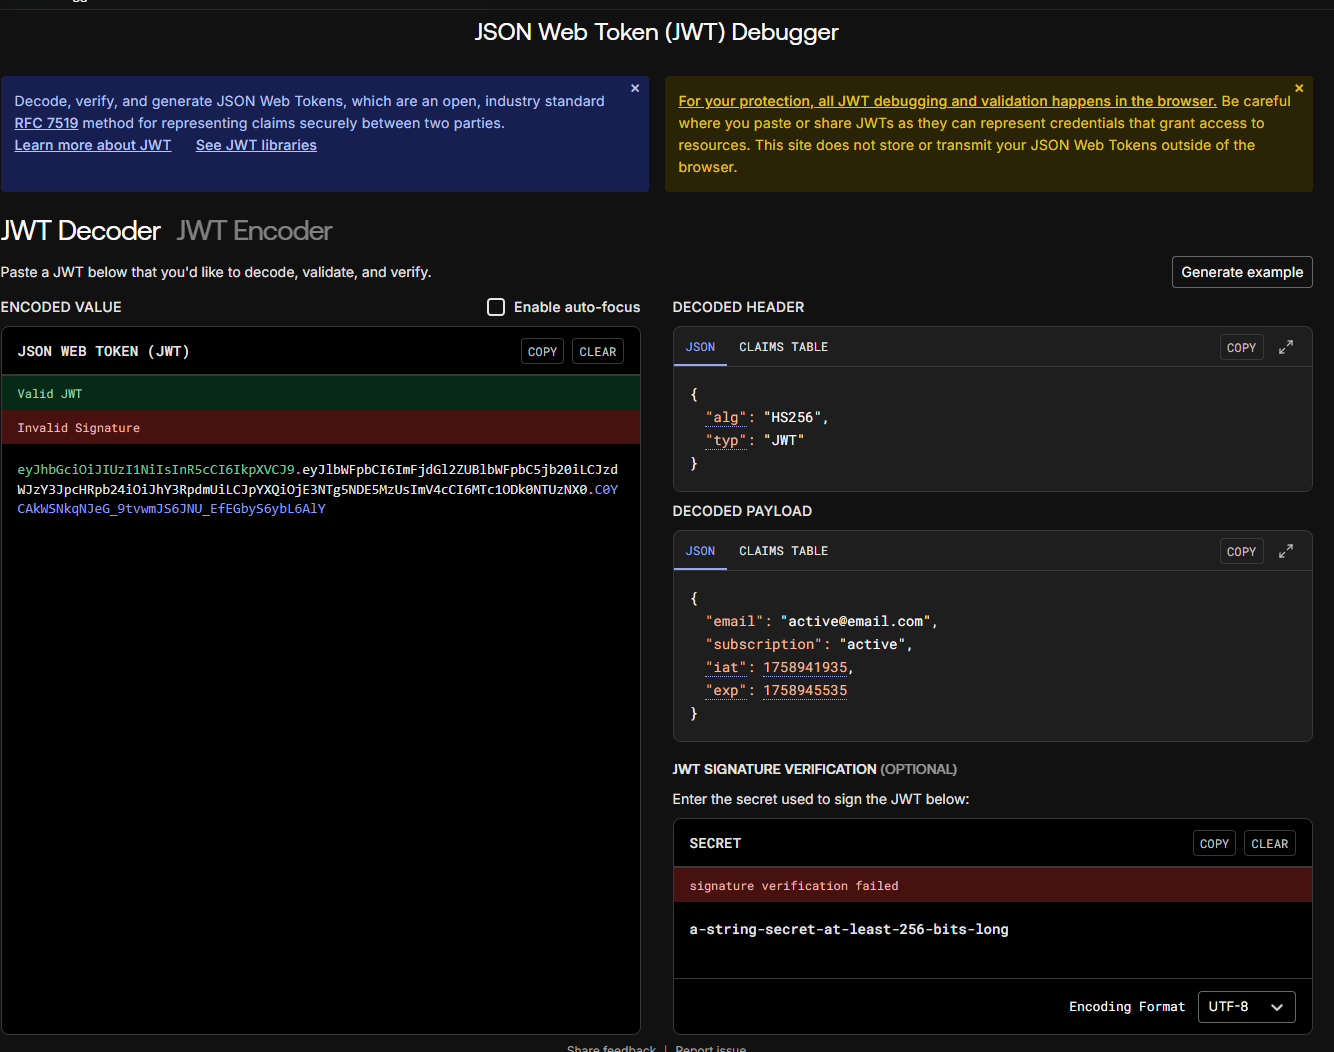 JSON Web Token (JWT) Debugger
Decode, verify, and generate JSON Web Tokens, which are an open, industry standard
RFC 7519 method for representing claims securely between two parties.
Learn more about JWT See JWT libraries
×
For your protection, all JWT debugging and validation happens in the browser. Be careful
where you paste or share JWTs as they can represent credentials that grant access to
resources. This site does not store or transmit your JSON Web Tokens outside of the
browser.
×
JWT Decoder JWT Encoder
Paste a JWT below that you'd like to decode, validate, and verify.
Generate example
ENCODED VALUE
Enable auto-focus
JSON WEB TOKEN (JWT)
COPY CLEAR
Valid JWT
Invalid Signature
eyJhbGciOiJIUzI1NiIsInR5cCI6IkpXVCJ9.eyJlbWFpbCI6ImFjdGl2ZUBlbWFpbC5jb20iLCJzd
WJzY3JpcHRpb24iOiJhY3RpdmUiLCJpYXQiOjE3NTg5NDE5MzUsImV4cCI6MTc1ODk0NTUzNX0.C0Y
CAkWSNkqNJeG_9tvwmJS6JNU_EfEGbyS6ybL6AlY
DECODED HEADER
JSON CLAIMS TABLE
COPY
{
"alg": "HS256",
"typ": "JWT"
}
DECODED PAYLOAD
JSON CLAIMS TABLE
COPY
{
"email": "active@email.com",
"subscription": "active",
"iat": 1758941935,
"exp": 1758945535
}
JWT SIGNATURE VERIFICATION (OPTIONAL)
Enter the secret used to sign the JWT below:
SECRET
COPY CLEAR
signature verification failed
a-string-secret-at-least-256-bits-long
Encoding Format UTF-8
Share feedback | Report issue